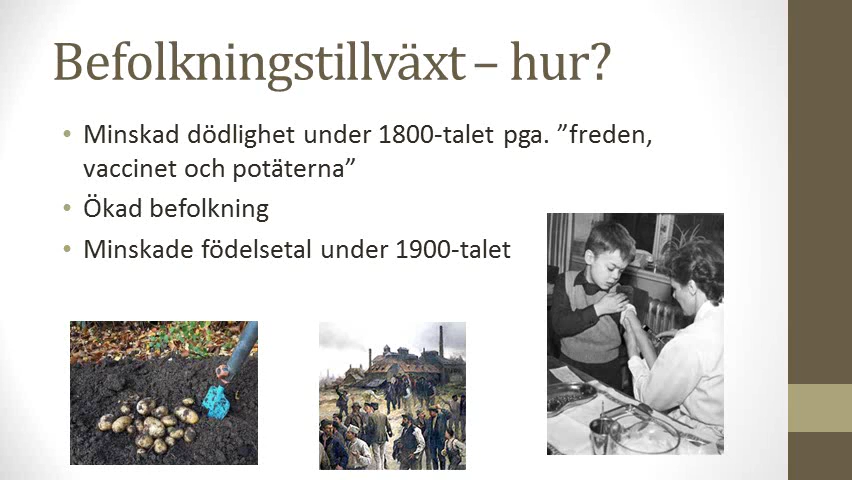 Befolkningstillväxt – hur?
• Minskad dödlighet under 1800-talet pga. ”freden,
vaccinet och potäterna”
• Ökad befolkning
• Minskade födelsetal under 1900-talet